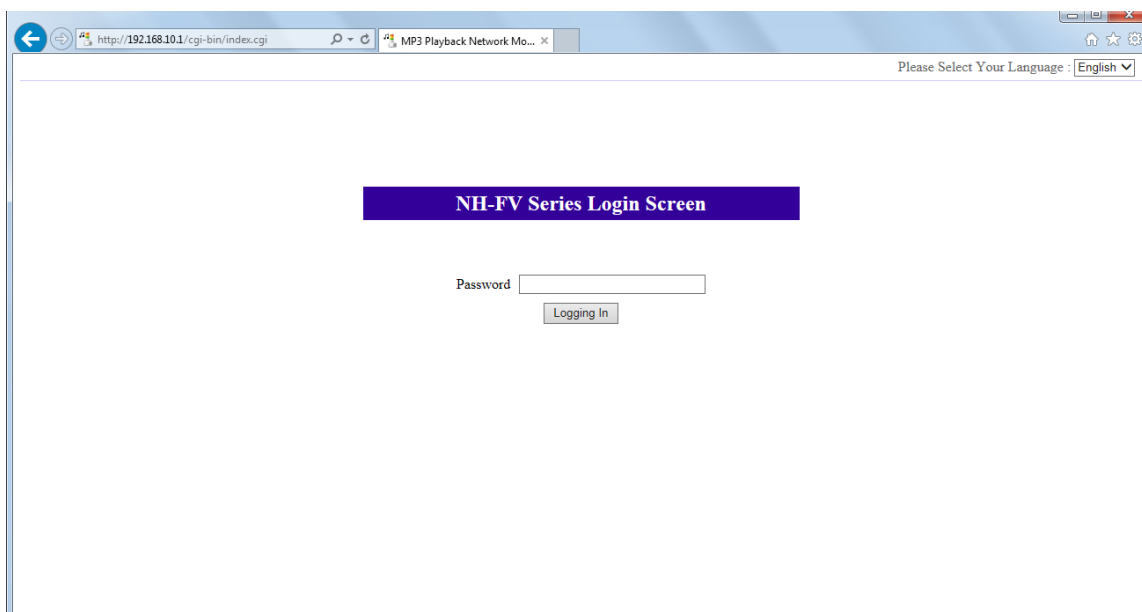 http://192.168.10.1/cgi-bin/index.cgi
MP3 Playback Network Mo...
Please Select Your Language : English
NH-FV Series Login Screen
Password
Logging In